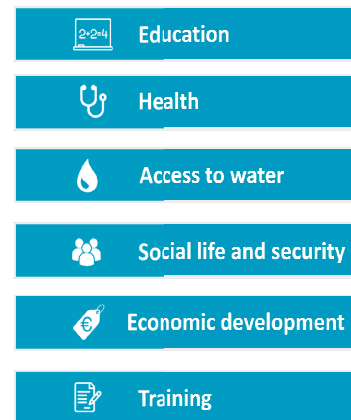 2+2=4
Education
Health
Access to water
Social life and security
€
Economic development
Training